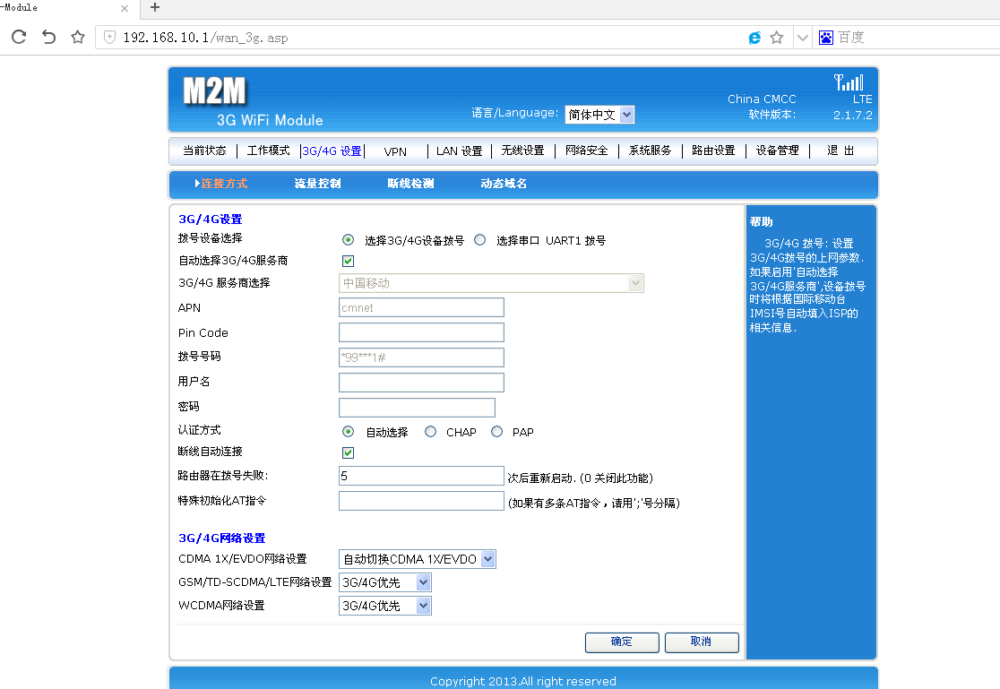 -Module
192.168.10.1/wan_3g.asp
百度
M2M
3G WiFi Module
语言/Language:
简体中文
China CMCC
LTE
软件版本:
2.1.7.2
当前状态 工作模式 3G/4G 设置 VPN LAN 设置 无线设置 网络安全 系统服务 路由设置 设备管理 退 出
连接方式 流量控制 断线检测 动态域名
3G/4G设置
拨号设备选择 选择3G/4G设备拨号 选择串口 UART1 拨号
自动选择3G/4G服务商
3G/4G 服务商选择 中国移动
APN cmnet
Pin Code
拨号号码 *99***1#
用户名
密码
认证方式 自动选择 CHAP PAP
断线自动连接
路由器在拨号失败: 5 次后重新启动. (0 关闭此功能)
特殊初始化AT指令 (如果有多条AT指令，请用';'号分隔)
3G/4G网络设置
CDMA 1X/EVDO网络设置 自动切换CDMA 1X/EVDO
GSM/TD-SCDMA/LTE网络设置 3G/4G优先
WCDMA网络设置 3G/4G优先
确定 取消
帮助
3G/4G 拨号: 设置
3G/4G拨号的上网参数.
如果启用'自动选择
3G/4G服务商',设备拨号
时将根据国际移动台
IMSI号自动填入ISP的
相关信息.
Copyright 2013.All right reserved